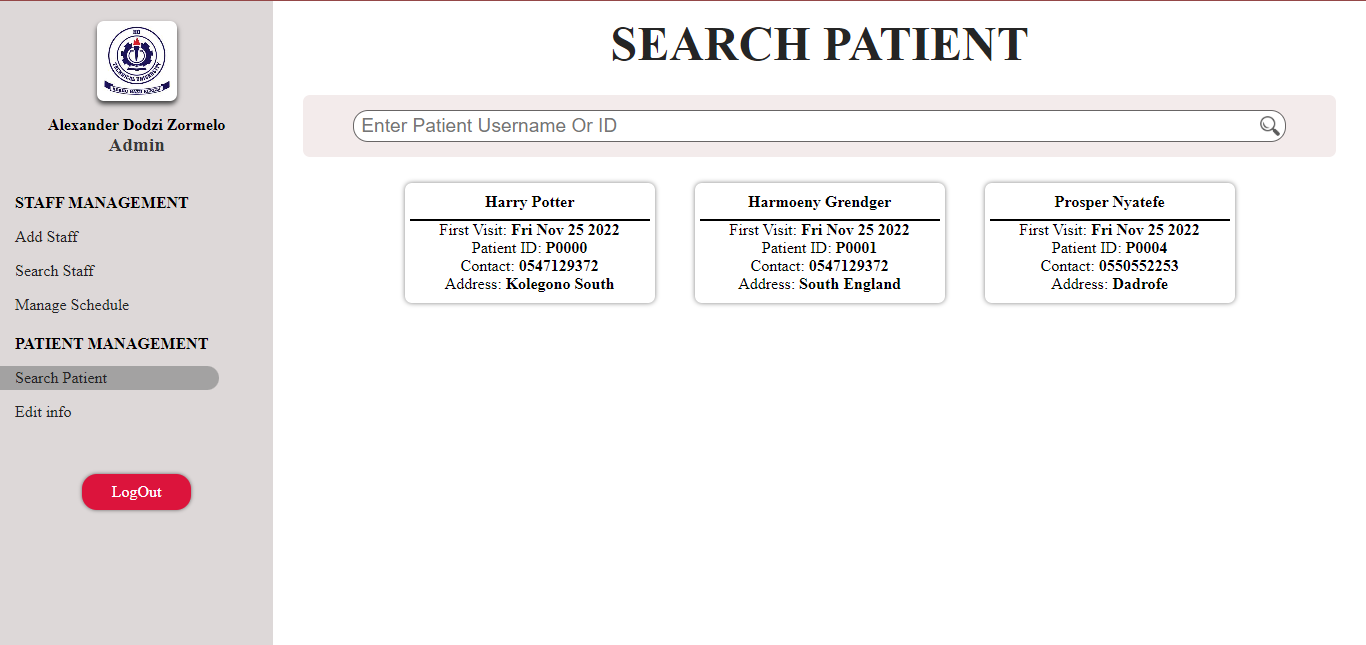 HO
TECHNICAL UNIVERSITY
Alexander Dodzi Zormelo
Admin
STAFF MANAGEMENT
Add Staff
Search Staff
Manage Schedule
PATIENT MANAGEMENT
Search Patient
Edit info
LogOut
SEARCH PATIENT
Enter Patient Username Or ID
Harry Potter
First Visit: Fri Nov 25 2022
Patient ID: P0000
Contact: 0547129372
Address: Kolegono South
Harmoeny Grendger
First Visit: Fri Nov 25 2022
Patient ID: P0001
Contact: 0547129372
Address: South England
Prosper Nyatefe
First Visit: Fri Nov 25 2022
Patient ID: P0004
Contact: 0550552253
Address: Dadrofe